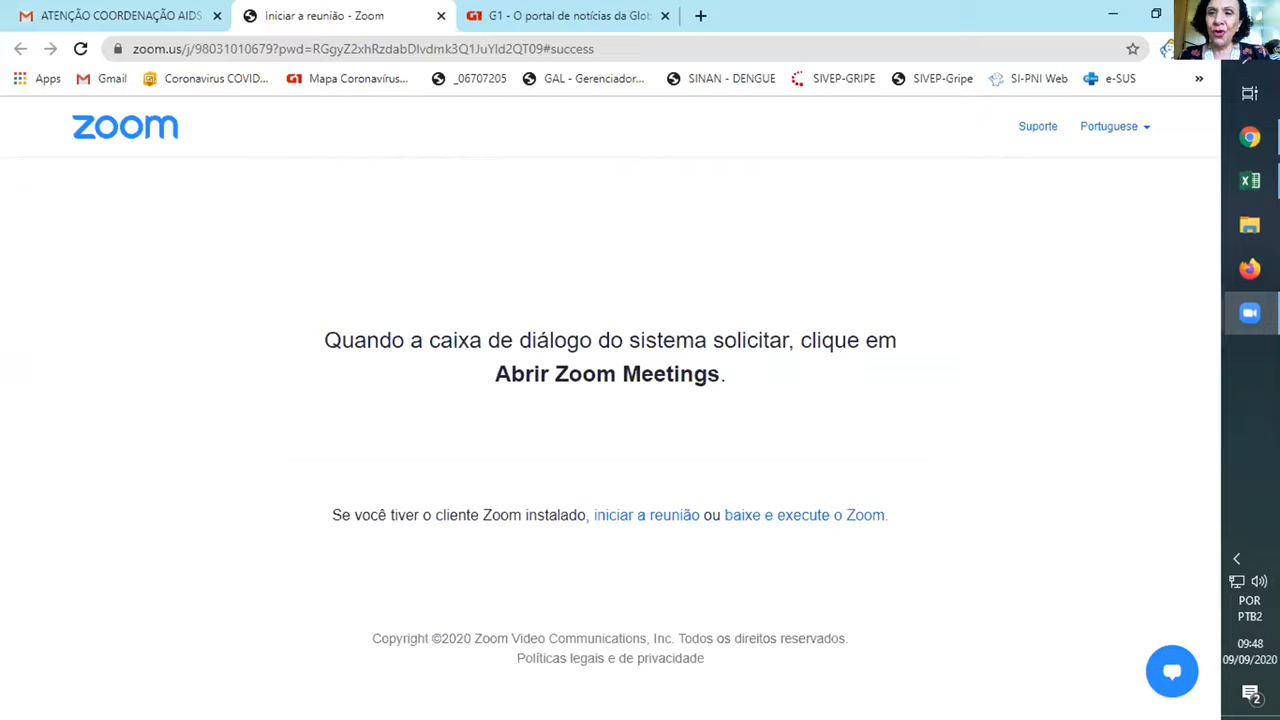 ATENÇÃO COORDENAÇÃO AIDS
Iniciar a reunião - Zoom
G1 - O portal de notícias da Glob
zoom.us/j/98031010679?pwd=RGgyZ2xhRzdabDIvdmk3Q1JuYld2QT09#success
Apps
Gmail
Coronavirus COVID...
Mapa Coronavírus...
_06707205
GAL - Gerenciador...
SINAN - DENGUE
SIVEP-GRIPE
SIVEP-Gripe
SI-PNI Web
e-SUS
»
zoom
Suporte
Portuguese
Quando a caixa de diálogo do sistema solicitar, clique em
Abrir Zoom Meetings.
Se você tiver o cliente Zoom instalado, iniciar a reunião ou baixe e execute o Zoom.
Copyright ©2020 Zoom Video Communications, Inc. Todos os direitos reservados.
Políticas legais e de privacidade
POR
PTB2
09:48
09/09/2020
2